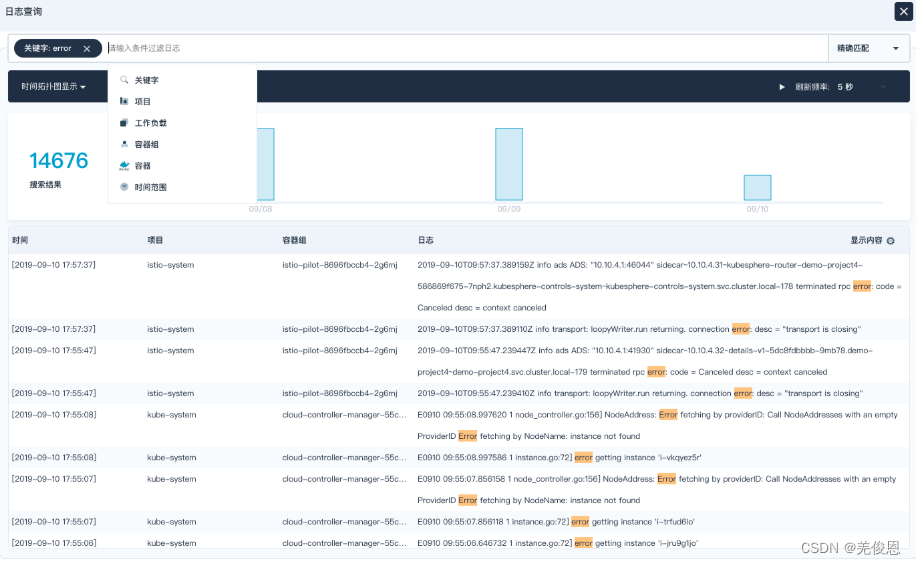 日志查询
关键字: error
请输入条件过滤日志
精确匹配
关键字
项目
工作负载
容器组
容器
时间范围
时间拓扑图显示
刷新频率: 5 秒
14676
搜索结果
09/08
09/09
09/10
时间 项目 容器组 日志 显示内容
[2019-09-10 17:57:37] istio-system istio-pilot-8696fbccb4-2g6mj 2019-09-10T09:57:37.389159Z info ads ADS: "10.10.4.1:46044" sidecar~10.10.4.31~kubesphere-router-demo-project4-
586869f675-7nph2.kubesphere-controls-system~kubesphere-controls-system.svc.cluster.local-178 terminated rpc error: code =
Canceled desc = context canceled
[2019-09-10 17:57:37] istio-system istio-pilot-8696fbccb4-2g6mj 2019-09-10T09:57:37.389110Z info transport: loopyWriter.run returning. connection error: desc = "transport is closing"
[2019-09-10 17:55:47] istio-system istio-pilot-8696fbccb4-2g6mj 2019-09-10T09:55:47.239447Z info ads ADS: "10.10.4.1:41930" sidecar~10.10.4.32~details-v1-5dc8fdbbbb-9mb78.demo-
project4~demo-project4.svc.cluster.local-179 terminated rpc error: code = Canceled desc = context canceled
[2019-09-10 17:55:47] istio-system istio-pilot-8696fbccb4-2g6mj 2019-09-10T09:55:47.239410Z info transport: loopyWriter.run returning. connection error: desc = "transport is closing"
[2019-09-10 17:55:08] kube-system cloud-controller-manager-55c... E0910 09:55:08.997620 1 node_controller.go:156] NodeAddress: Error fetching by providerID: Call NodeAddresses with an empty
ProviderID Error fetching by NodeName: instance not found
[2019-09-10 17:55:08] kube-system cloud-controller-manager-55c... E0910 09:55:08.997586 1 instance.go:72] error getting instance 'i-vkqyez5r'
[2019-09-10 17:55:07] kube-system cloud-controller-manager-55c... E0910 09:55:07.856158 1 node_controller.go:156] NodeAddress: Error fetching by providerID: Call NodeAddresses with an empty
ProviderID Error fetching by NodeName: instance not found
[2019-09-10 17:55:07] kube-system cloud-controller-manager-55c... E0910 09:55:07.856118 1 instance.go:72] error getting instance 'i-trfud6lo'
[2019-09-10 17:55:06] kube-system cloud-controller-manager-55c... E0910 09:55:06.646732 1 instance.go:72] error getting instance 'i-jru9g1jo'
CSDN @羌俊恩